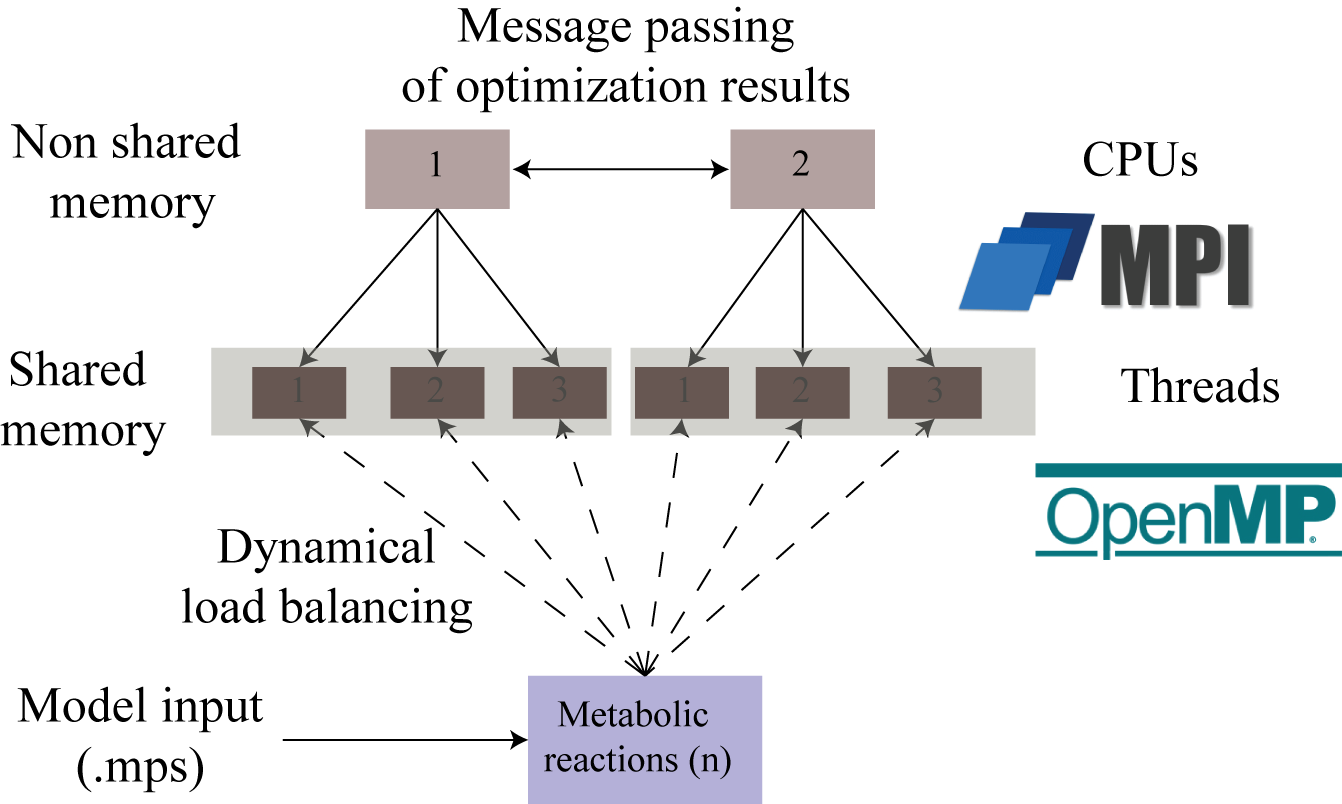 Message passing
of optimization results
Non shared
memory
1
2
CPUs
MPI
Shared
memory
1
2
3
1
2
3
Threads
OpenMP®
Dynamical
load balancing
Model input
(.mps)
Metabolic
reactions (n)